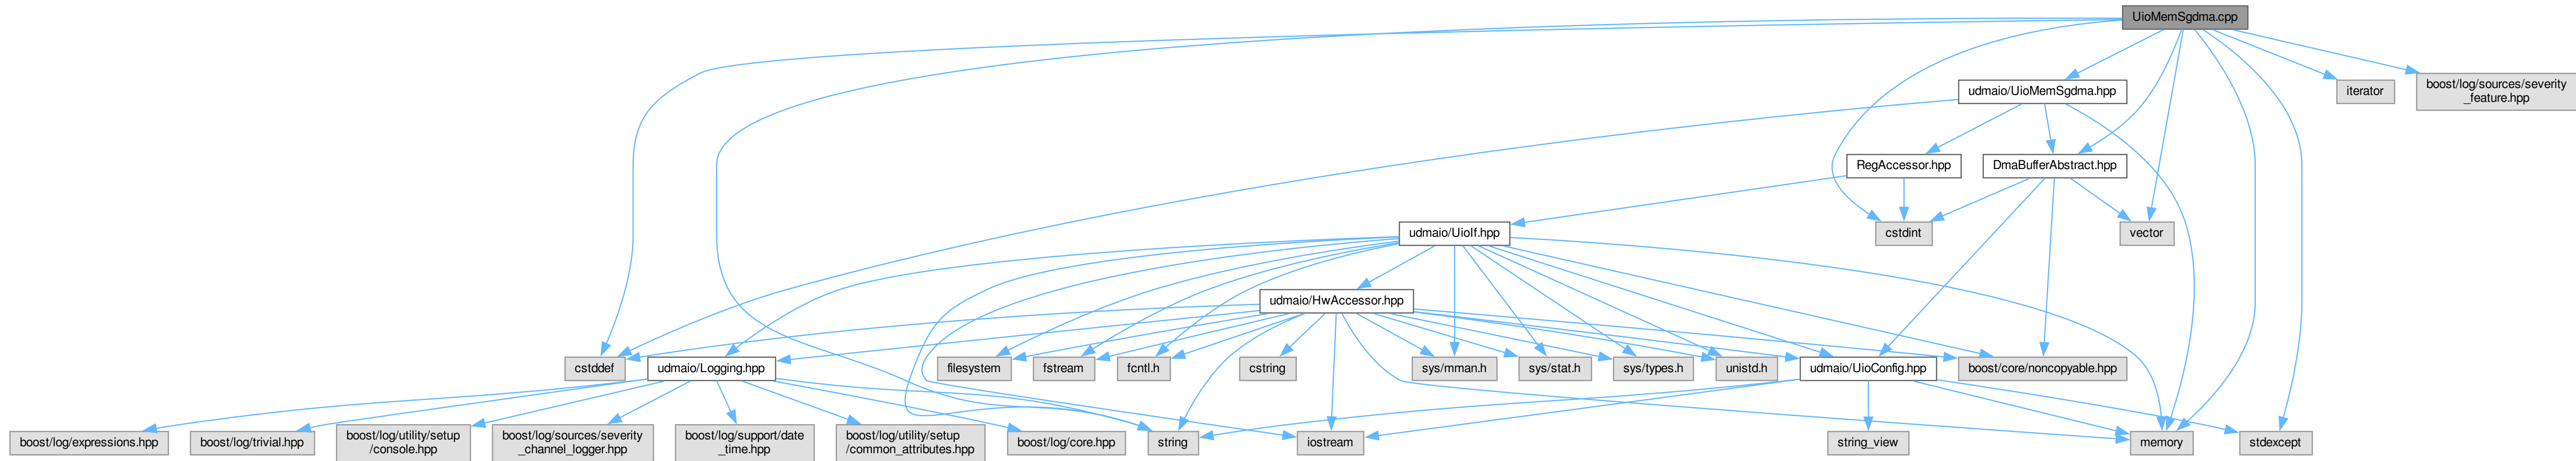 UioMemSgdma.cpp
udmaio/UioMemSgdma.hpp
iterator
boost/log/sources/severity
_feature.hpp
RegAccessor.hpp
DmaBufferAbstract.hpp
udmaio/UioIf.hpp
cstdint
vector
udmaio/HwAccessor.hpp
cstddef
udmaio/Logging.hpp
filesystem
fstream
fcntl.h
cstring
sys/mman.h
sys/stat.h
sys/types.h
unistd.h
udmaio/UioConfig.hpp
boost/core/noncopyable.hpp
boost/log/expressions.hpp
boost/log/trivial.hpp
boost/log/utility/setup
/console.hpp
boost/log/sources/severity
_channel_logger.hpp
boost/log/support/date
_time.hpp
boost/log/utility/setup
/common_attributes.hpp
boost/log/core.hpp
string
iostream
string_view
memory
stdexcept